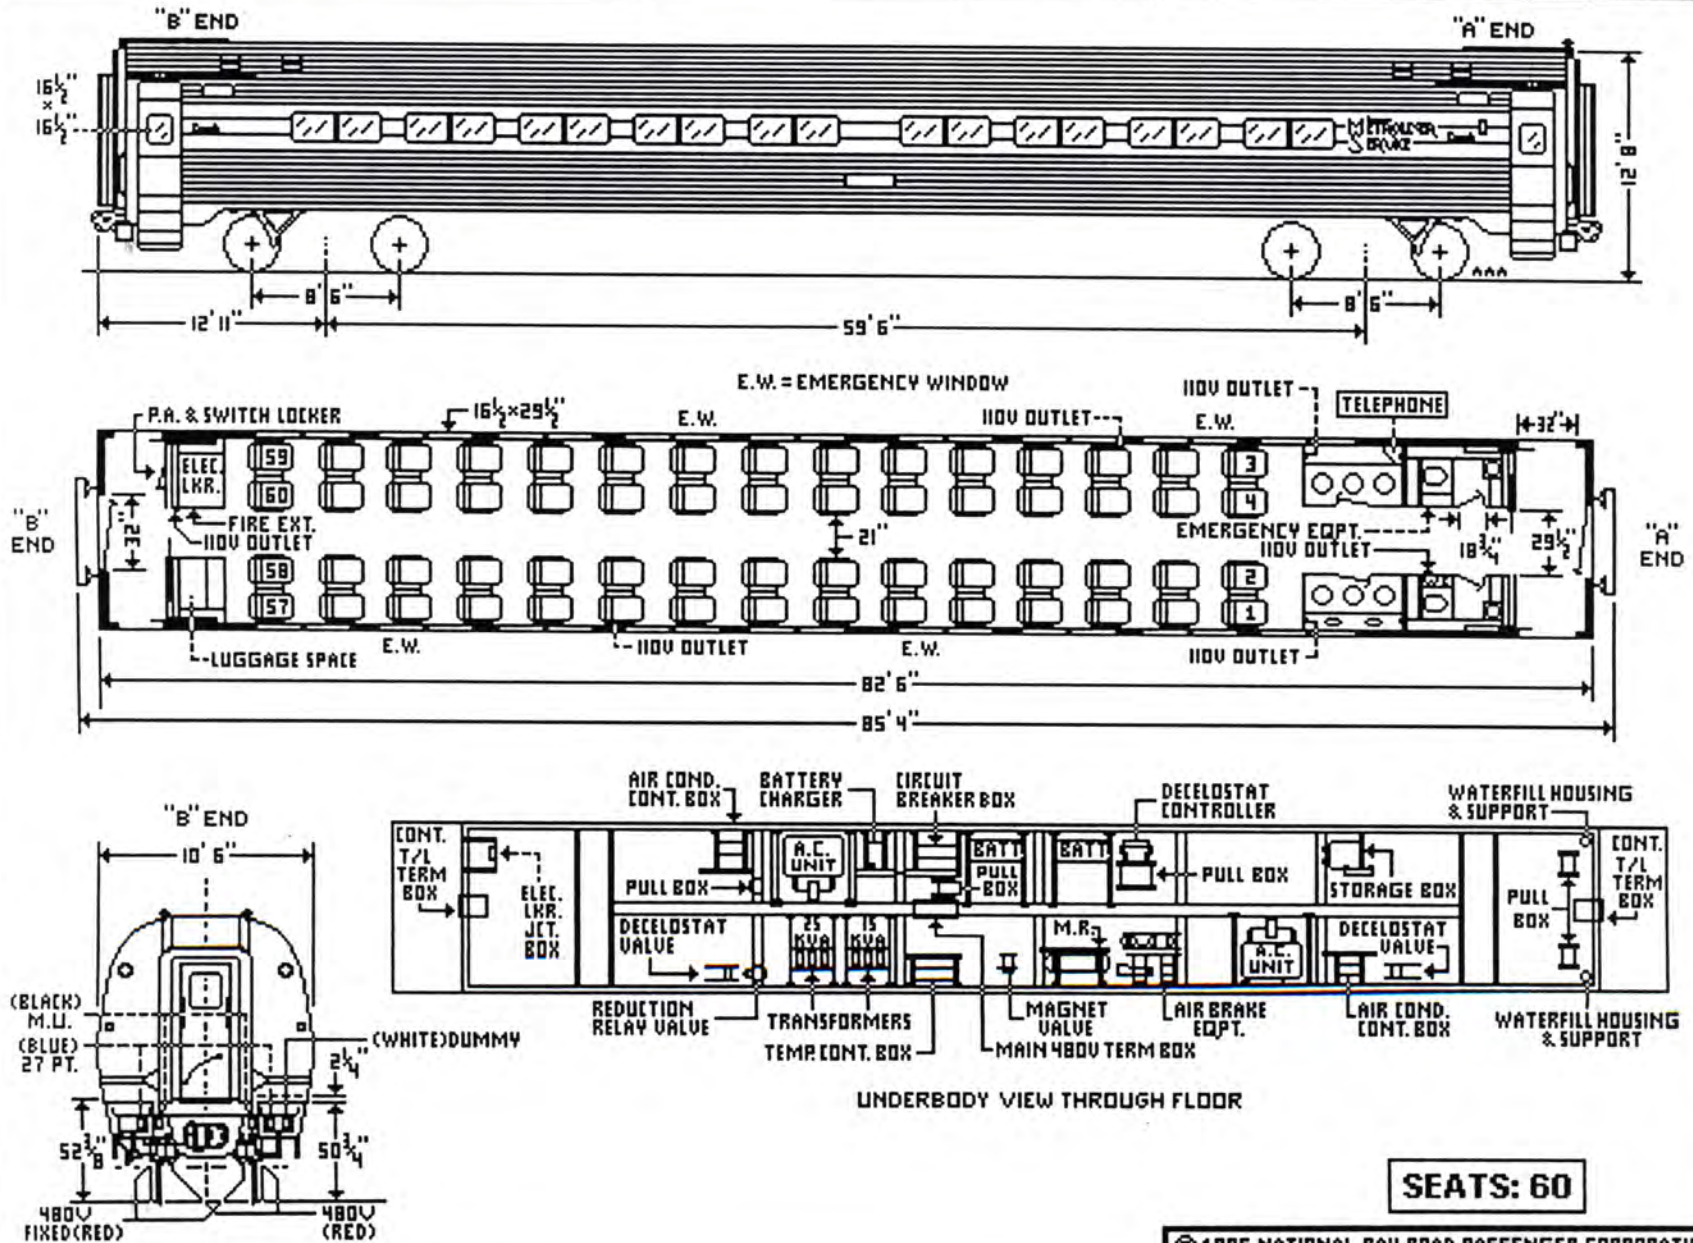 "B" END
"A" END
16½"
×
16½"
Coach
METROLINER
SERVICE
Coach
12' 8"
8' 6"
8' 6"
12' 11"
59' 6"
E.W. = EMERGENCY WINDOW
P.A. & SWITCH LOCKER
16½×29½"
E.W.
110V OUTLET
E.W.
110V OUTLET
TELEPHONE
32"
ELEC.
LKR.
59
60
3
4
"B"
END
32"
FIRE EXT.
110V OUTLET
21"
EMERGENCY EQPT.
110V OUTLET
18¾"
29½"
"A"
END
58
57
2
1
LUGGAGE SPACE
E.W.
110V OUTLET
E.W.
110V OUTLET
82' 6"
85' 4"
"B" END
10' 6"
(BLACK)
M.U.
(BLUE)
27 PT.
(WHITE) DUMMY
2¼"
52⅜"
50¾"
480V
FIXED (RED)
480V
(RED)
AIR COND.
CONT. BOX
BATTERY
CHARGER
CIRCUIT
BREAKER BOX
DECELOSTAT
CONTROLLER
WATERFILL HOUSING
& SUPPORT
CONT.
T/L
TERM
BOX
A.C.
UNIT
BATT
BATT
PULL BOX
PULL
BOX
PULL BOX
STORAGE BOX
PULL
BOX
CONT.
T/L
TERM
BOX
ELEC.
LKR.
JCT.
BOX
DECELOSTAT
VALVE
25
KVA
15
KVA
M.R.
A.C.
UNIT
DECELOSTAT
VALVE
REDUCTION
RELAY VALVE
TRANSFORMERS
TEMP. CONT. BOX
MAGNET
VALVE
MAIN 480V TERM BOX
AIR BRAKE
EQPT.
AIR COND.
CONT. BOX
WATERFILL HOUSING
& SUPPORT
UNDERBODY VIEW THROUGH FLOOR
SEATS: 60